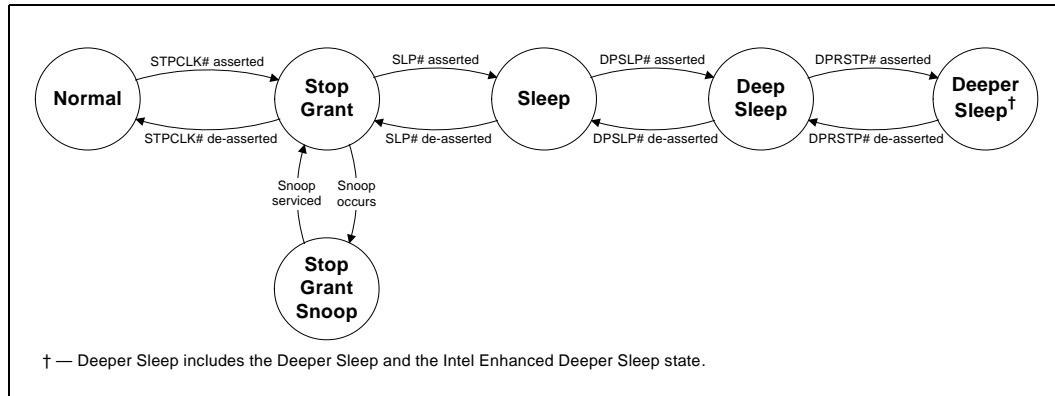 STPCLK# asserted
SLP# asserted
DPSLP# asserted
DPRSTP# asserted
Normal
Stop
Grant
Sleep
Deep
Sleep
Deeper
Sleep†
STPCLK# de-asserted
SLP# de-asserted
DPSLP# de-asserted
DPRSTP# de-asserted
Snoop
serviced
Snoop
occurs
Stop
Grant
Snoop
† — Deeper Sleep includes the Deeper Sleep and the Intel Enhanced Deeper Sleep state.